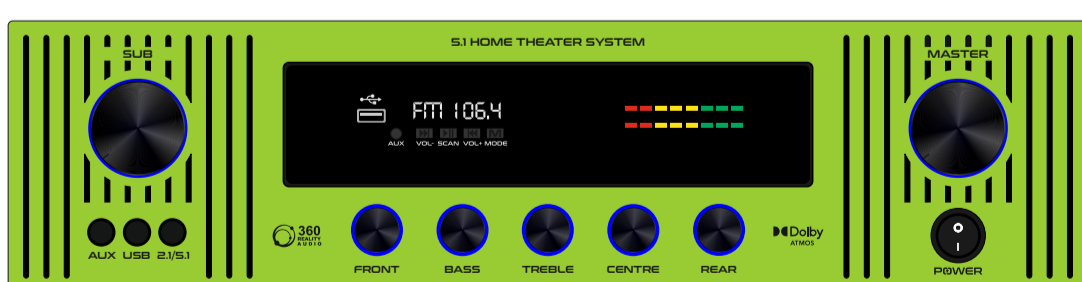 5.1 HOME THEATER SYSTEM
SUB
MASTER
FM 106.4
AUX VOL- SCAN VOL+ MODE
M
360
REALITY
AUDIO
Dolby
ATMOS
AUX USB 2.1/5.1
FRONT BASS TREBLE CENTRE REAR
O
I
POWER